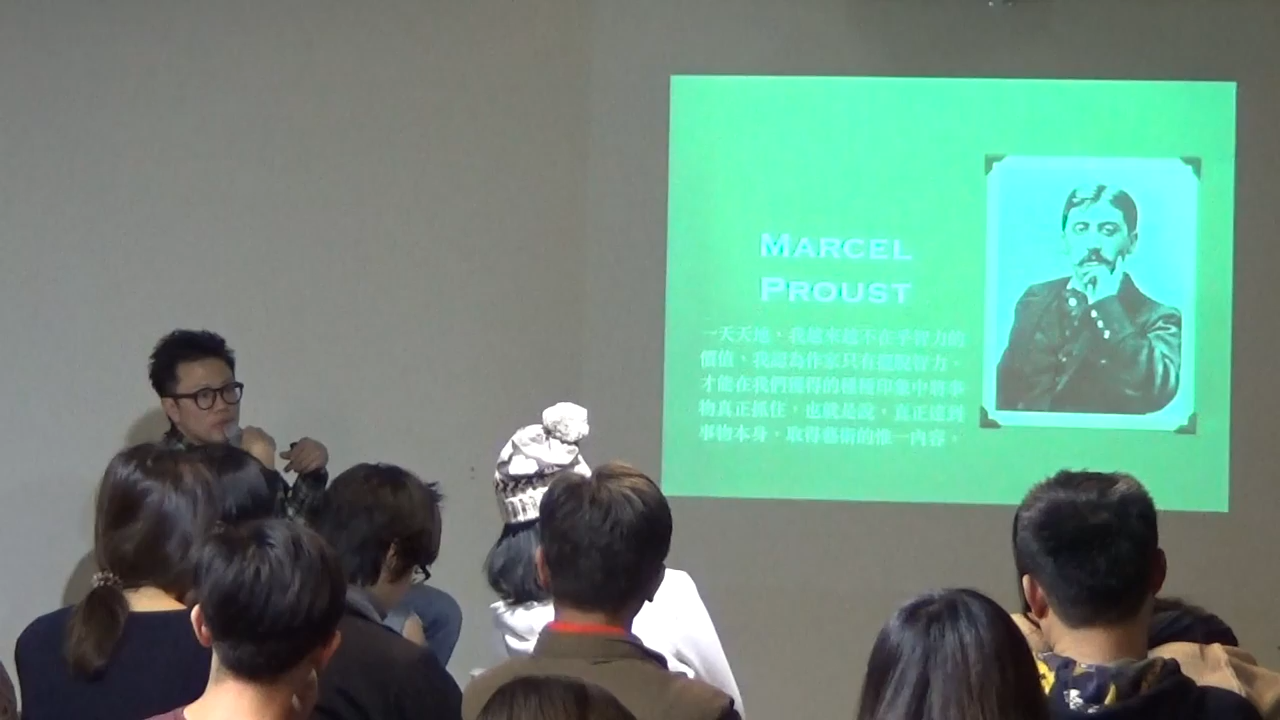 MARCEL
PROUST
一天天地，我越來越不在乎智力的
價值，我認為作家只有擺脫智力，
才能在我們獲得的種種印象中將事
物真正抓住，也就是說，真正達到
事物本身，取得藝術的惟一內容。